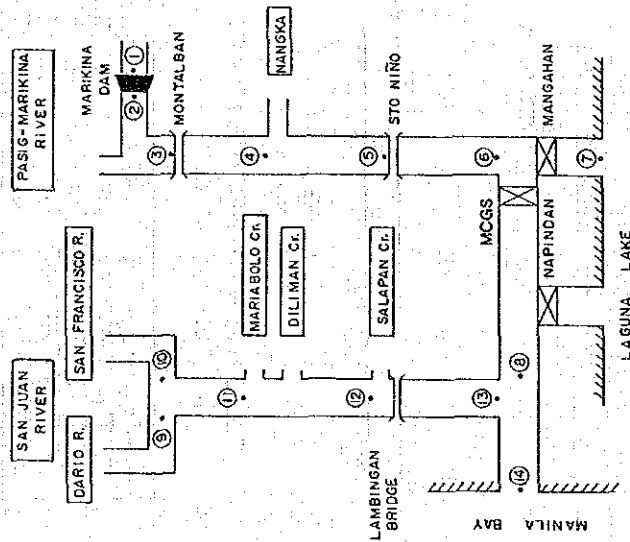 PASIG-MARIKINA
RIVER
MARIKINA
DAM
①
②
MONTALBAN
③
④
NANGKA
⑤
STO NIÑO
⑥
MANGAHAN
⑦
MCGS
NAPINDAN
LAGUNA LAKE
SAN JUAN
RIVER
SAN FRANCISCO R.
DARIO R.
⑨
⑩
MARIABOLO Cr.
DILIMAN Cr.
SALAPAN Cr.
⑪
⑫
LAMBINGAN
BRIDGE
⑬
⑧
⑭
MANILA BAY